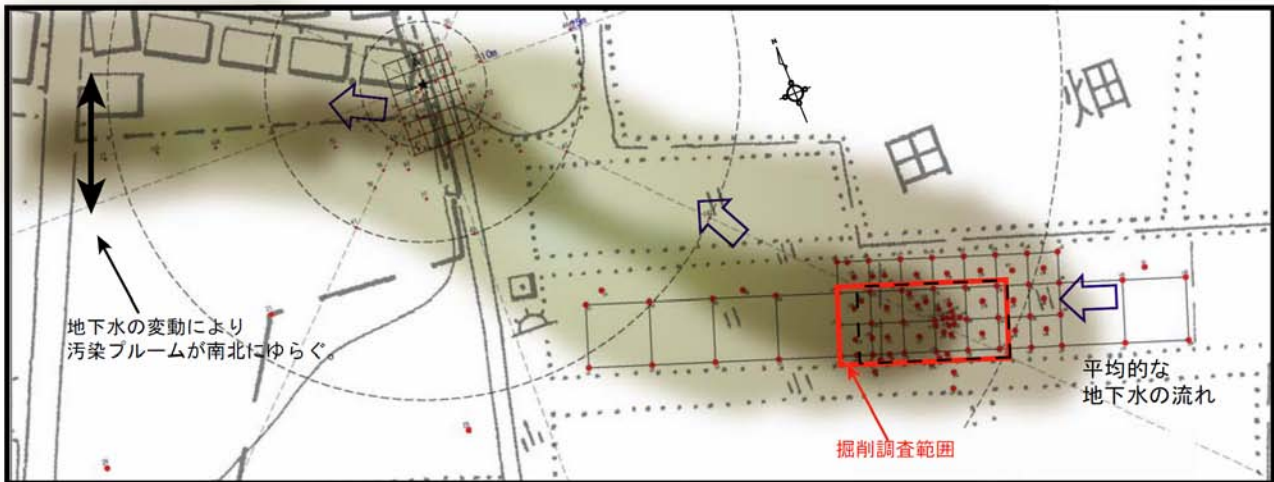 10m
N
田 畑
地下水の変動により
汚染プルームが南北にゆらぐ。
平均的な
地下水の流れ
掘削調査範囲